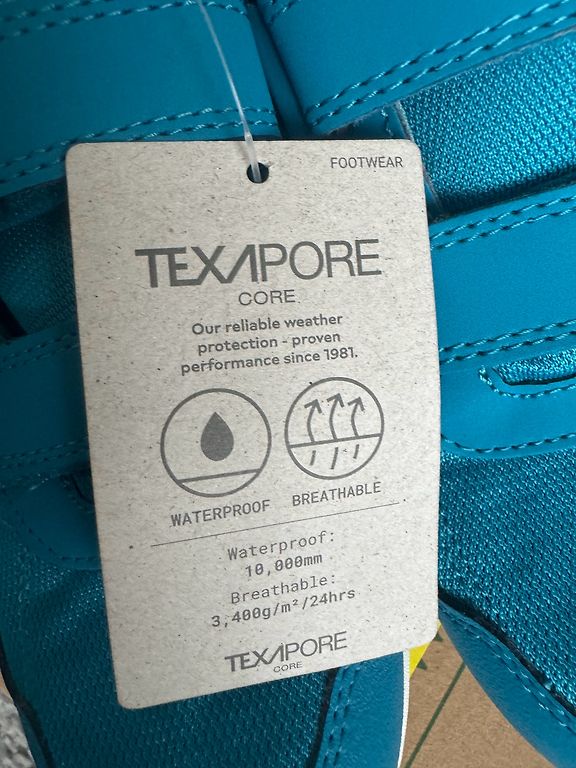 FOOTWEAR
TEXAPORE
CORE
Our reliable weather
protection - proven
performance since 1981.
WATERPROOF
BREATHABLE
Waterproof:
10,000mm
Breathable:
3,400g/m²/24hrs
TEXAPORE
CORE